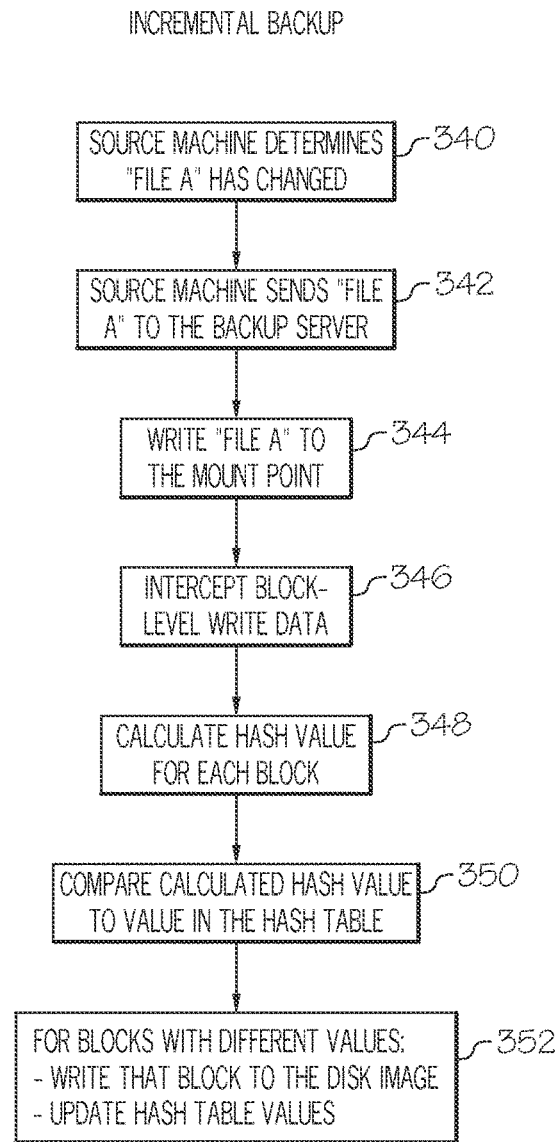 INCREMENTAL BACKUP
SOURCE MACHINE DETERMINES
"FILE A" HAS CHANGED
340
SOURCE MACHINE SENDS "FILE
A" TO THE BACKUP SERVER
342
WRITE "FILE A" TO
THE MOUNT POINT
344
INTERCEPT BLOCK-
LEVEL WRITE DATA
346
CALCULATE HASH VALUE
FOR EACH BLOCK
348
COMPARE CALCULATED HASH VALUE
TO VALUE IN THE HASH TABLE
350
FOR BLOCKS WITH DIFFERENT VALUES:
- WRITE THAT BLOCK TO THE DISK IMAGE
- UPDATE HASH TABLE VALUES
352